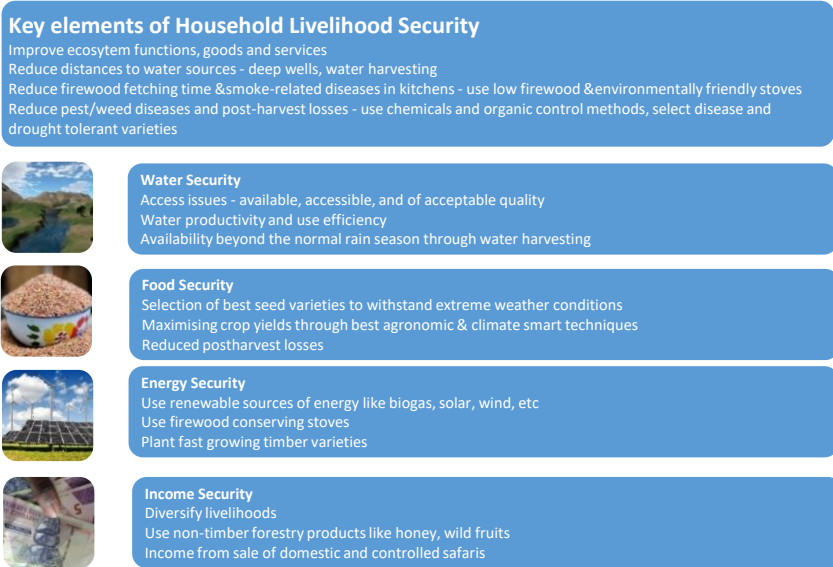 Key elements of Household Livelihood Security
Improve ecosytem functions, goods and services
Reduce distances to water sources - deep wells, water harvesting
Reduce firewood fetching time &smoke-related diseases in kitchens - use low firewood &environmentally friendly stoves
Reduce pest/weed diseases and post-harvest losses - use chemicals and organic control methods, select disease and
drought tolerant varieties
Water Security
Access issues - available, accessible, and of acceptable quality
Water productivity and use efficiency
Availability beyond the normal rain season through water harvesting
Food Security
Selection of best seed varieties to withstand extreme weather conditions
Maximising crop yields through best agronomic & climate smart techniques
Reduced postharvest losses
Energy Security
Use renewable sources of energy like biogas, solar, wind, etc
Use firewood conserving stoves
Plant fast growing timber varieties
Income Security
Diversify livelihoods
Use non-timber forestry products like honey, wild fruits
Income from sale of domestic and controlled safaris